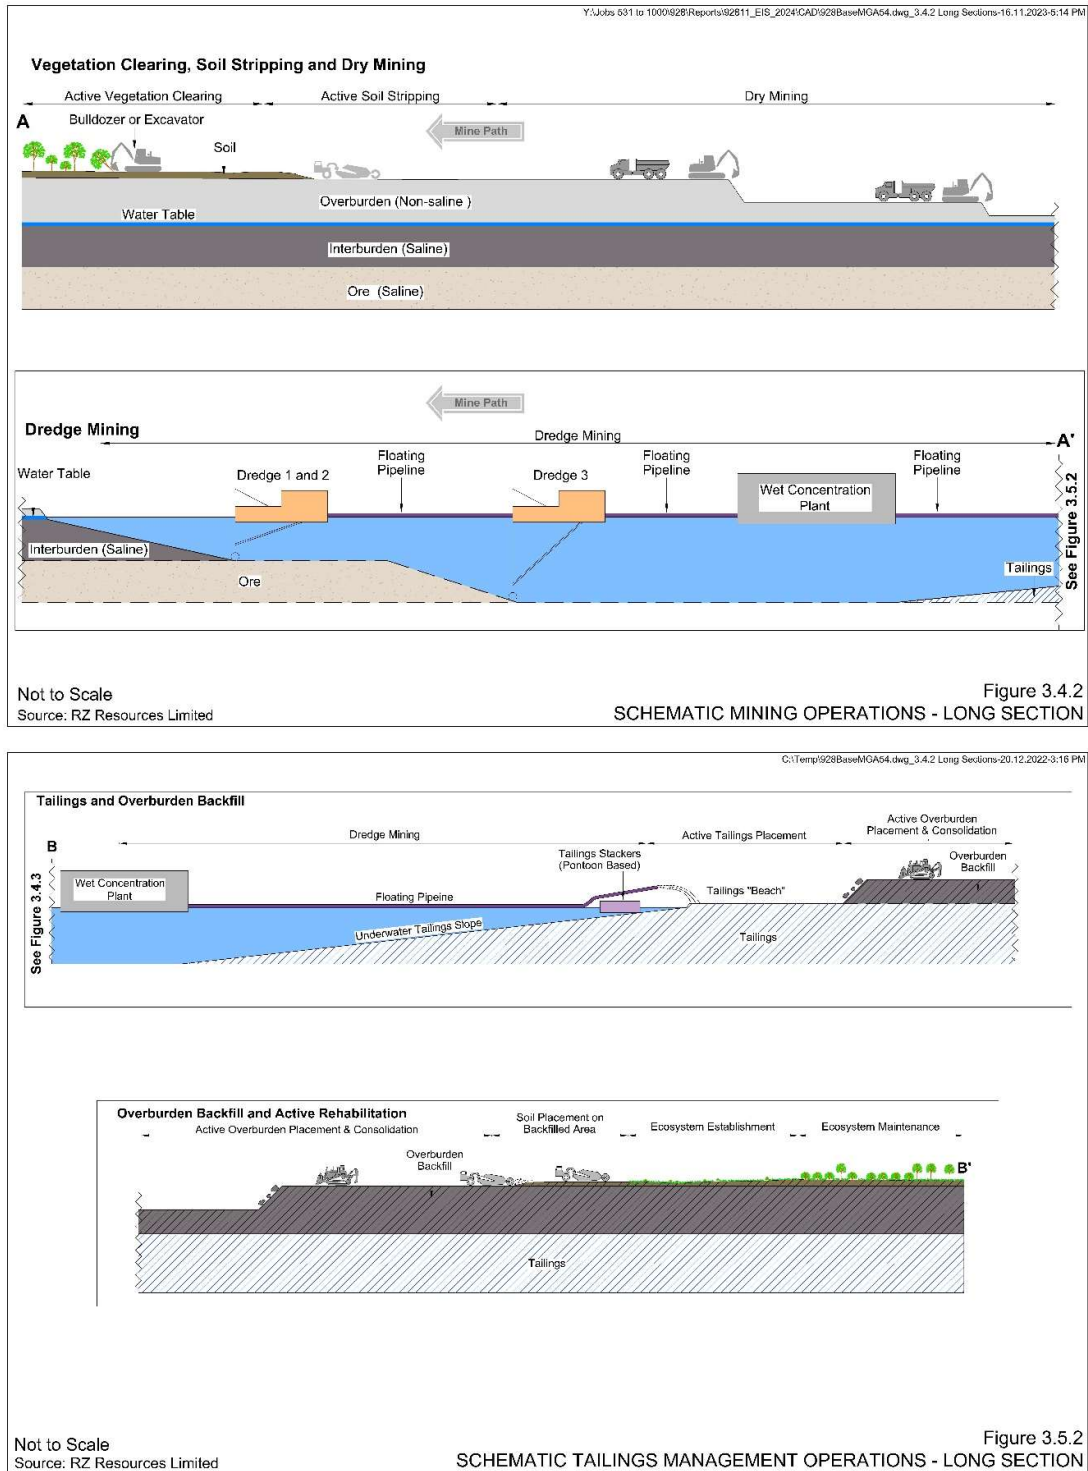 Y:\Jobs 531 to 1000\928\Reports\92811_EIS_2024\CAD\928BaseMGA54.dwg_3.4.2 Long Sections-16.11.2023-5:14 PM
Vegetation Clearing, Soil Stripping and Dry Mining
Active Vegetation Clearing
Active Soil Stripping
Dry Mining
A
Bulldozer or Excavator
Mine Path
Soil
Overburden (Non-saline )
Water Table
Interburden (Saline)
Ore (Saline)
Mine Path
Dredge Mining
Dredge Mining
A'
Water Table
Dredge 1 and 2
Floating
Pipeline
Dredge 3
Floating
Pipeline
Wet Concentration
Plant
Floating
Pipeline
See Figure 3.5.2
Interburden (Saline)
Ore
Tailings
Not to Scale
Source: RZ Resources Limited
Figure 3.4.2
SCHEMATIC MINING OPERATIONS - LONG SECTION
C:\Temp\928BaseMGA54.dwg_3.4.2 Long Sections-20.12.2022-3:16 PM
Tailings and Overburden Backfill
B
Dredge Mining
Active Tailings Placement
Active Overburden
Placement & Consolidation
Tailings Stackers
(Pontoon Based)
Overburden
Backfill
See Figure 3.4.3
Wet Concentration
Plant
Floating Pipeine
Tailings "Beach"
Underwater Tailings Slope
Tailings
Overburden Backfill and Active Rehabilitation
Active Overburden Placement & Consolidation
Soil Placement on
Backfilled Area
Ecosystem Establishment
Ecosystem Maintenance
Overburden
Backfill
B'
Tailings
Not to Scale
Source: RZ Resources Limited
Figure 3.5.2
SCHEMATIC TAILINGS MANAGEMENT OPERATIONS - LONG SECTION